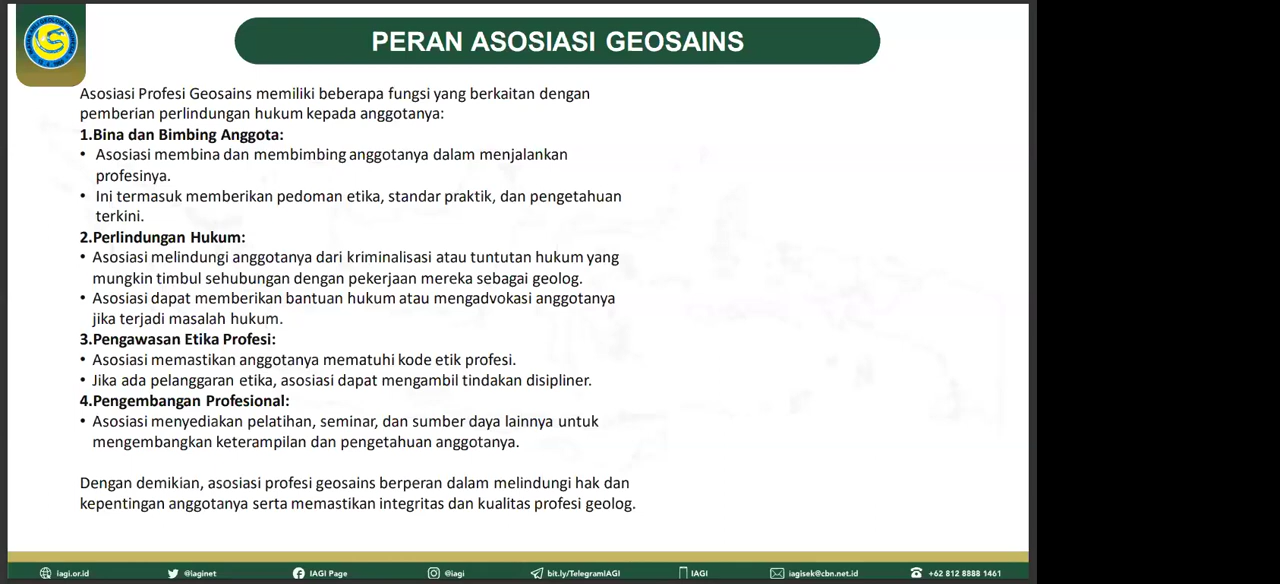 PERAN ASOSIASI GEOSAINS
Asosiasi Profesi Geosains memiliki beberapa fungsi yang berkaitan dengan
pemberian perlindungan hukum kepada anggotanya:
1.Bina dan Bimbing Anggota:
• Asosiasi membina dan membimbing anggotanya dalam menjalankan
profesinya.
• Ini termasuk memberikan pedoman etika, standar praktik, dan pengetahuan
terkini.
2.Perlindungan Hukum:
• Asosiasi melindungi anggotanya dari kriminalisasi atau tuntutan hukum yang
mungkin timbul sehubungan dengan pekerjaan mereka sebagai geolog.
• Asosiasi dapat memberikan bantuan hukum atau mengadvokasi anggotanya
jika terjadi masalah hukum.
3.Pengawasan Etika Profesi:
• Asosiasi memastikan anggotanya mematuhi kode etik profesi.
• Jika ada pelanggaran etika, asosiasi dapat mengambil tindakan disipliner.
4.Pengembangan Profesional:
• Asosiasi menyediakan pelatihan, seminar, dan sumber daya lainnya untuk
mengembangkan keterampilan dan pengetahuan anggotanya.
Dengan demikian, asosiasi profesi geosains berperan dalam melindungi hak dan
kepentingan anggotanya serta memastikan integritas dan kualitas profesi geolog.
iagi.or.id @iaginet IAGI Page @iagi bit.ly/TelegramIAGI IAGI iagisek@cbn.net.id +62 812 8888 1461